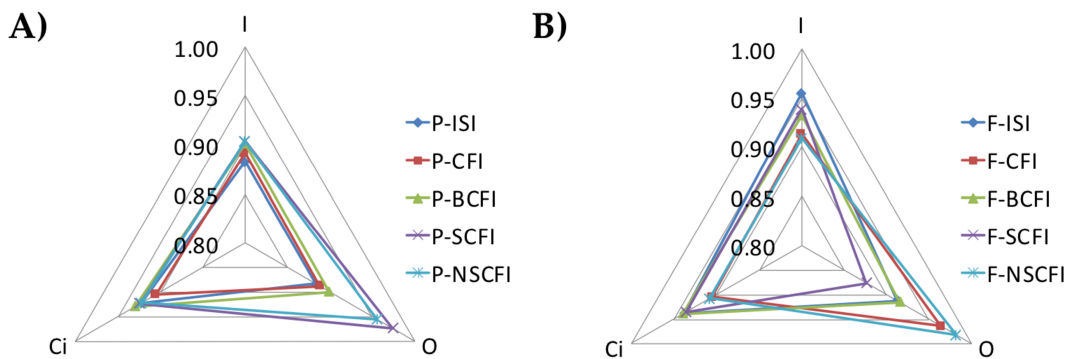 A)
I
1.00
0.95
0.90
0.85
0.80
Ci
O
P-ISI
P-CFI
P-BCFI
P-SCFI
P-NSCFI
B)
I
1.00
0.95
0.90
0.85
0.80
Ci
O
F-ISI
F-CFI
F-BCFI
F-SCFI
F-NSCFI